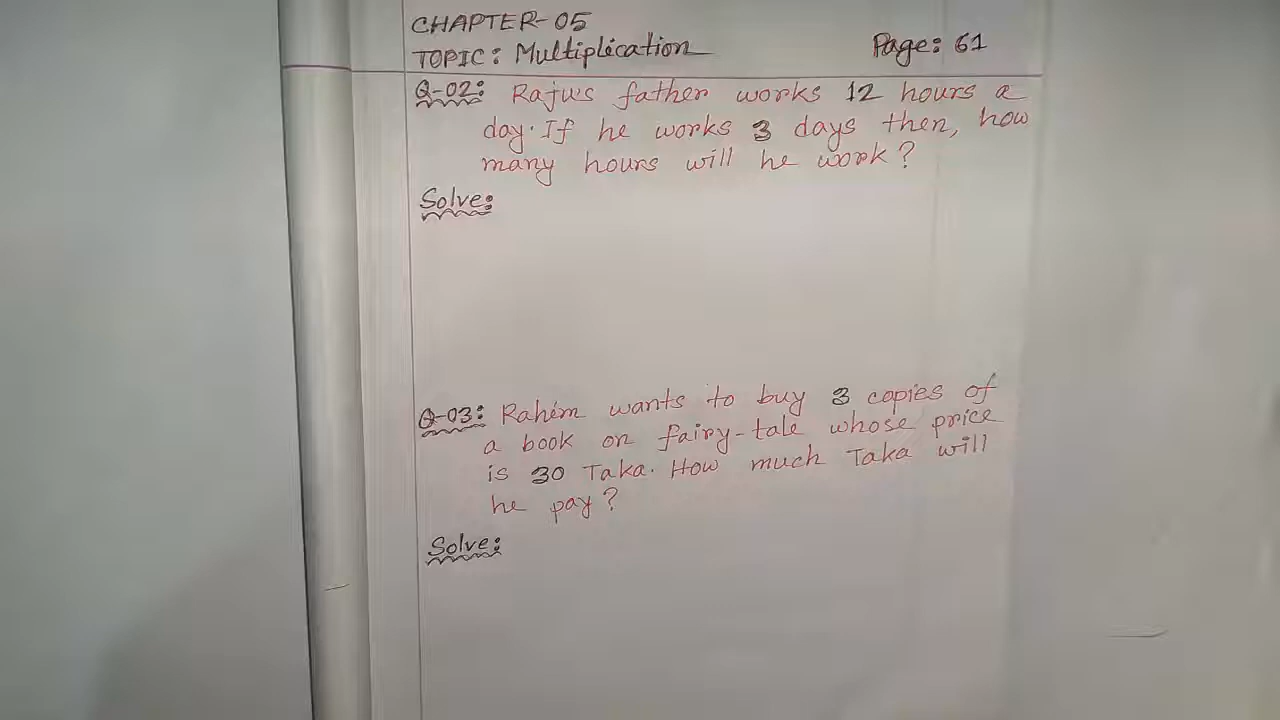 CHAPTER-05
TOPIC: Multiplication Page: 61
Q-02: Raju's father works 12 hours a
day. If he works 3 days then, how
many hours will he work?
Solve:
Q-03: Rahim wants to buy 3 copies of
a book on fairy-tale whose price
is 30 Taka. How much Taka will
he pay?
Solve: